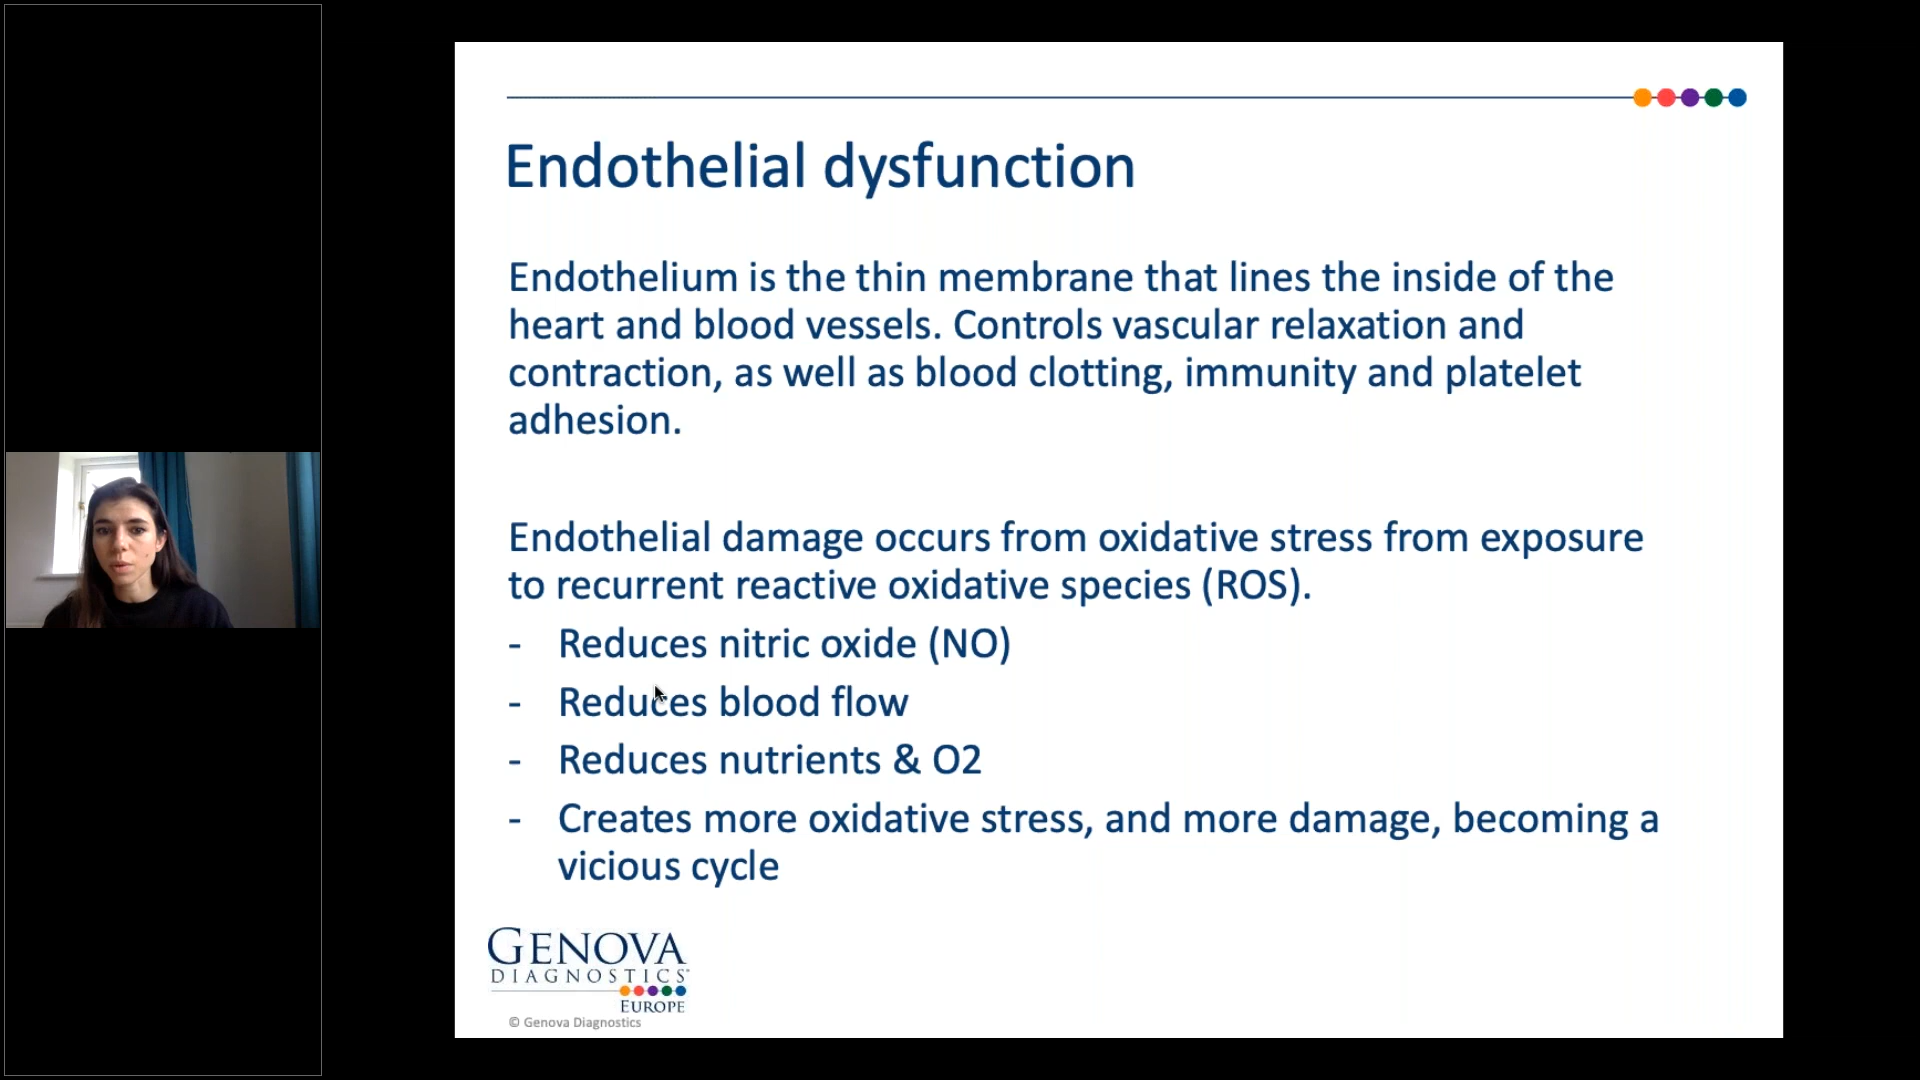 Endothelial dysfunction
Endothelium is the thin membrane that lines the inside of the
heart and blood vessels. Controls vascular relaxation and
contraction, as well as blood clotting, immunity and platelet
adhesion.
Endothelial damage occurs from oxidative stress from exposure
to recurrent reactive oxidative species (ROS).
- Reduces nitric oxide (NO)
- Reduces blood flow
- Reduces nutrients & O2
- Creates more oxidative stress, and more damage, becoming a
vicious cycle
GENOVA
DIAGNOSTICS
EUROPE
© Genova Diagnostics